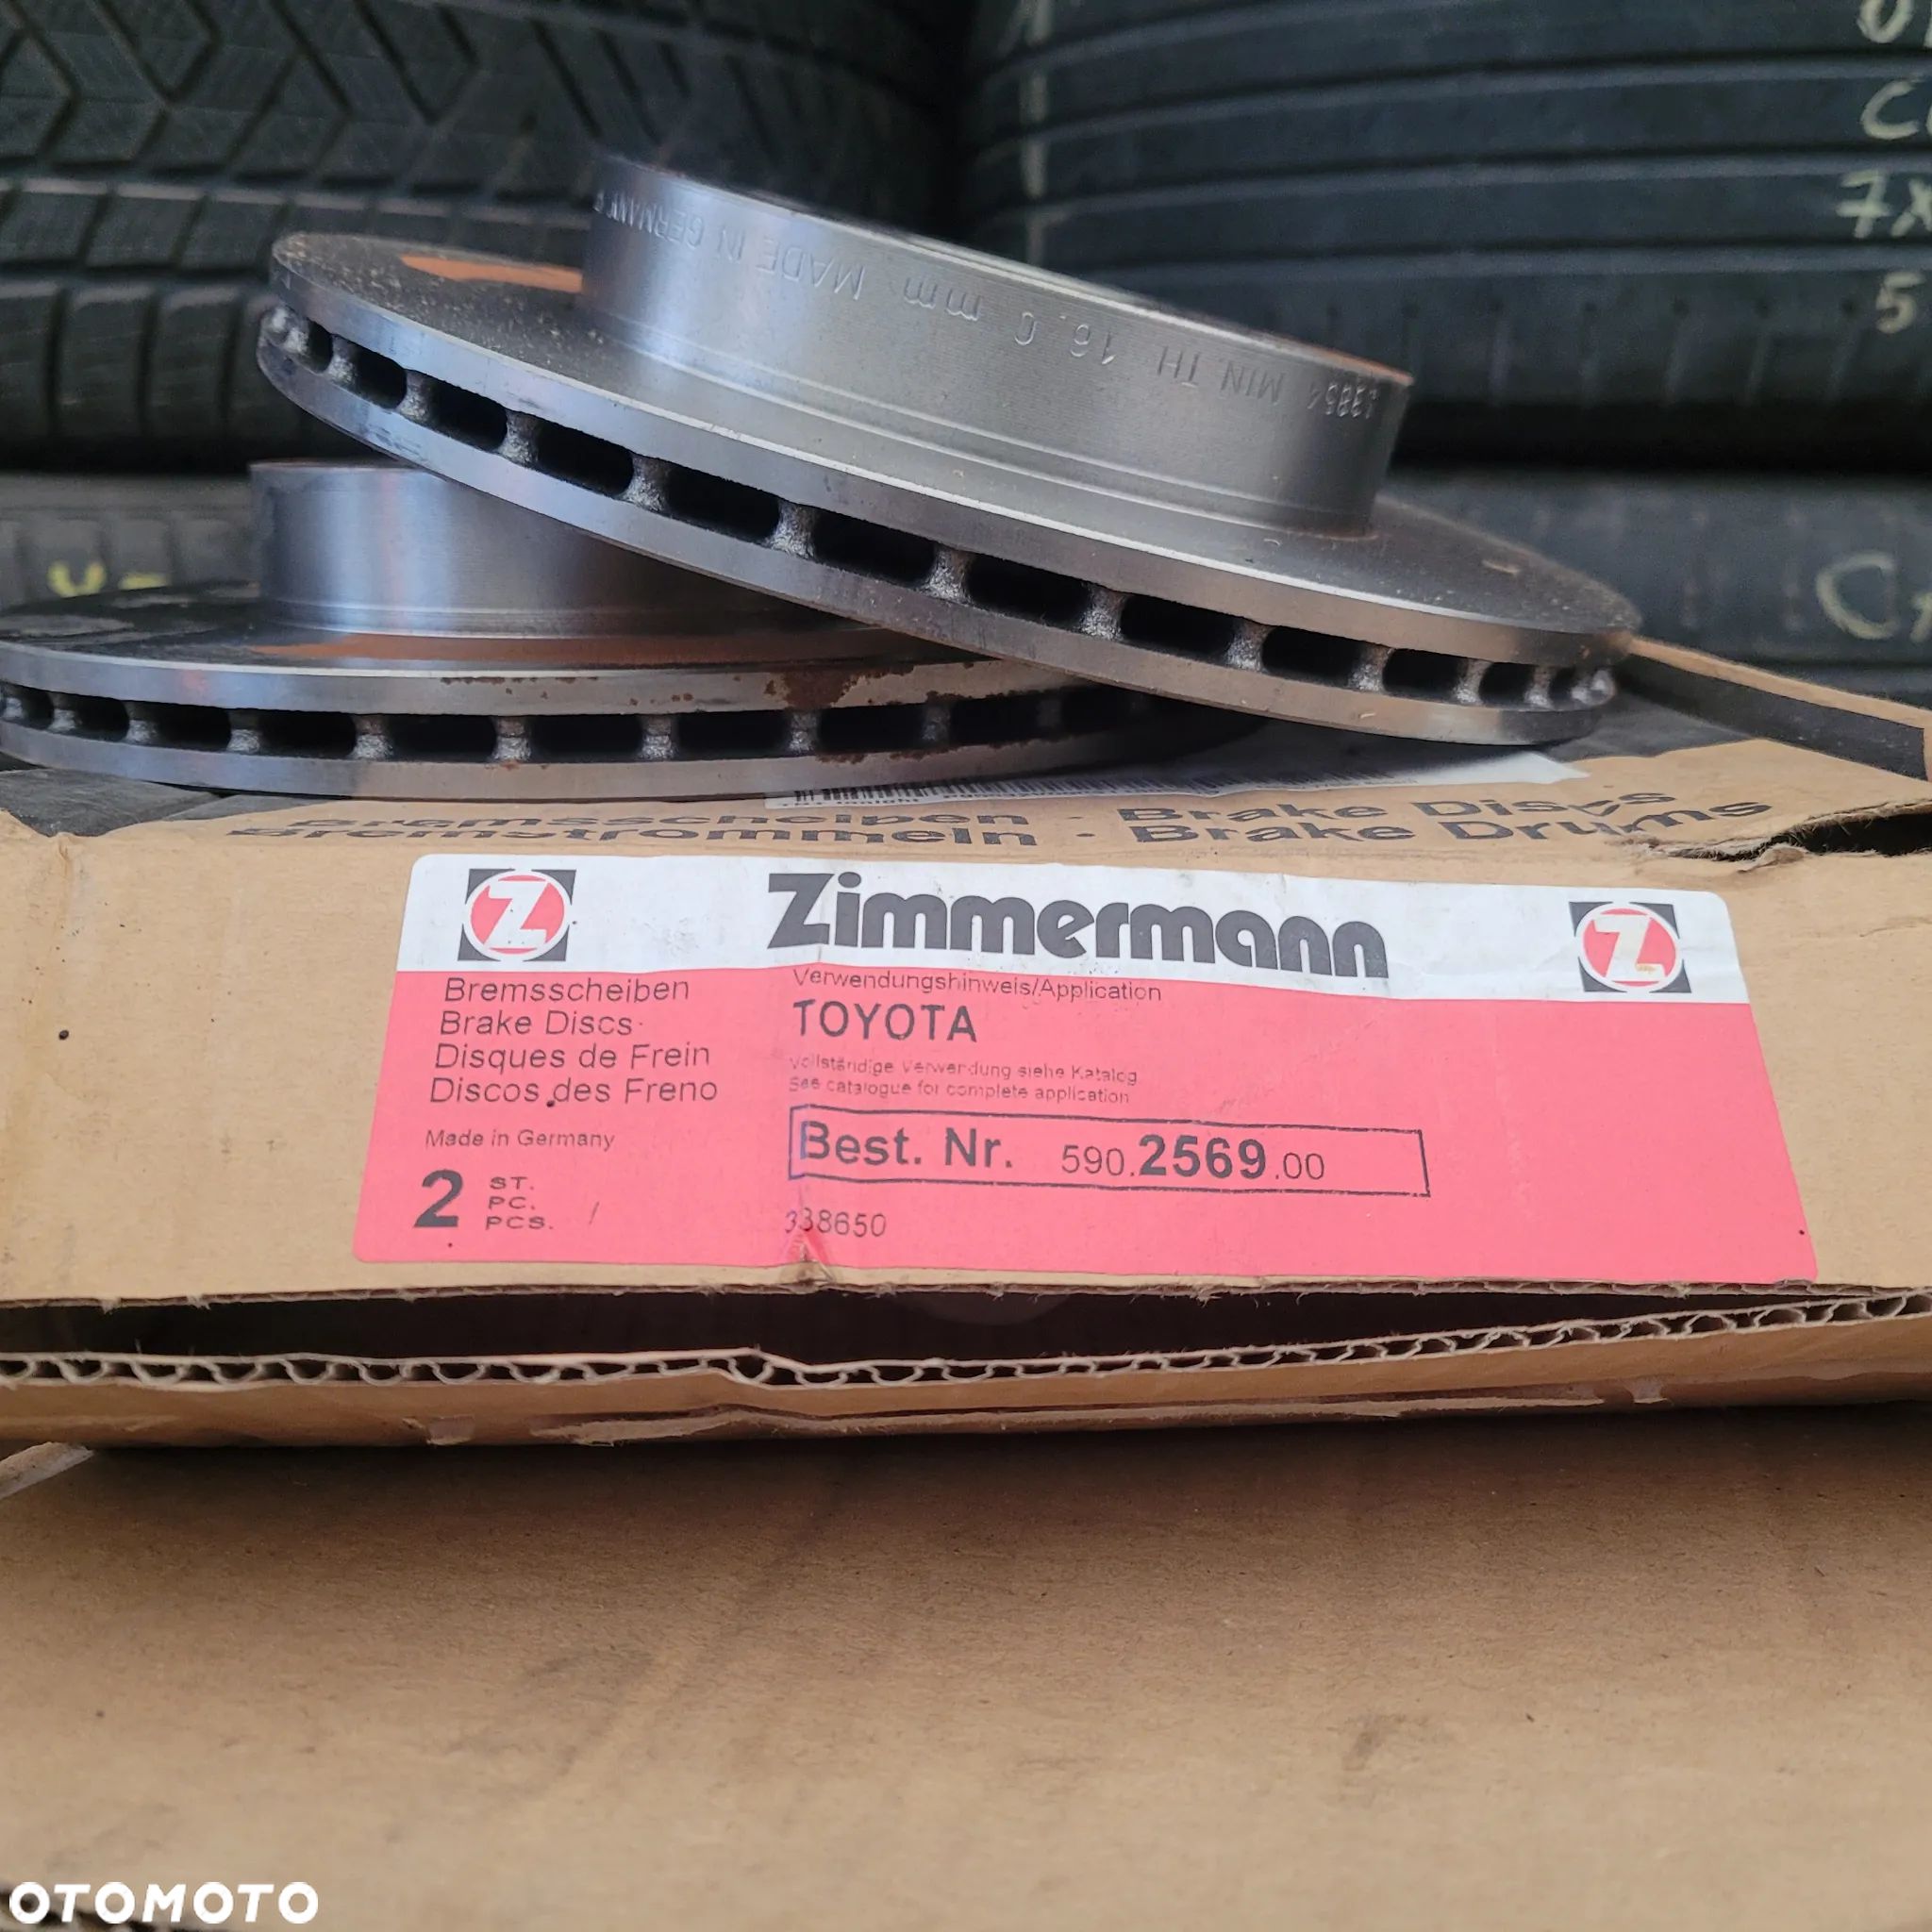 OTOMOTO
MIN. TH. 16.0 mm MADE IN GERMANY
7X
5
Bremsscheiben · Brake Discs
Bremstrommeln · Brake Drums
Zimmermann
Bremsscheiben
Brake Discs
Disques de Frein
Discos des Freno
Made in Germany
2 ST.
PC.
PCS.
Verwendungshinweis/Application
TOYOTA
Vollständige Verwendung siehe Katalog
See catalogue for complete application
Best. Nr. 590.2569.00
338650